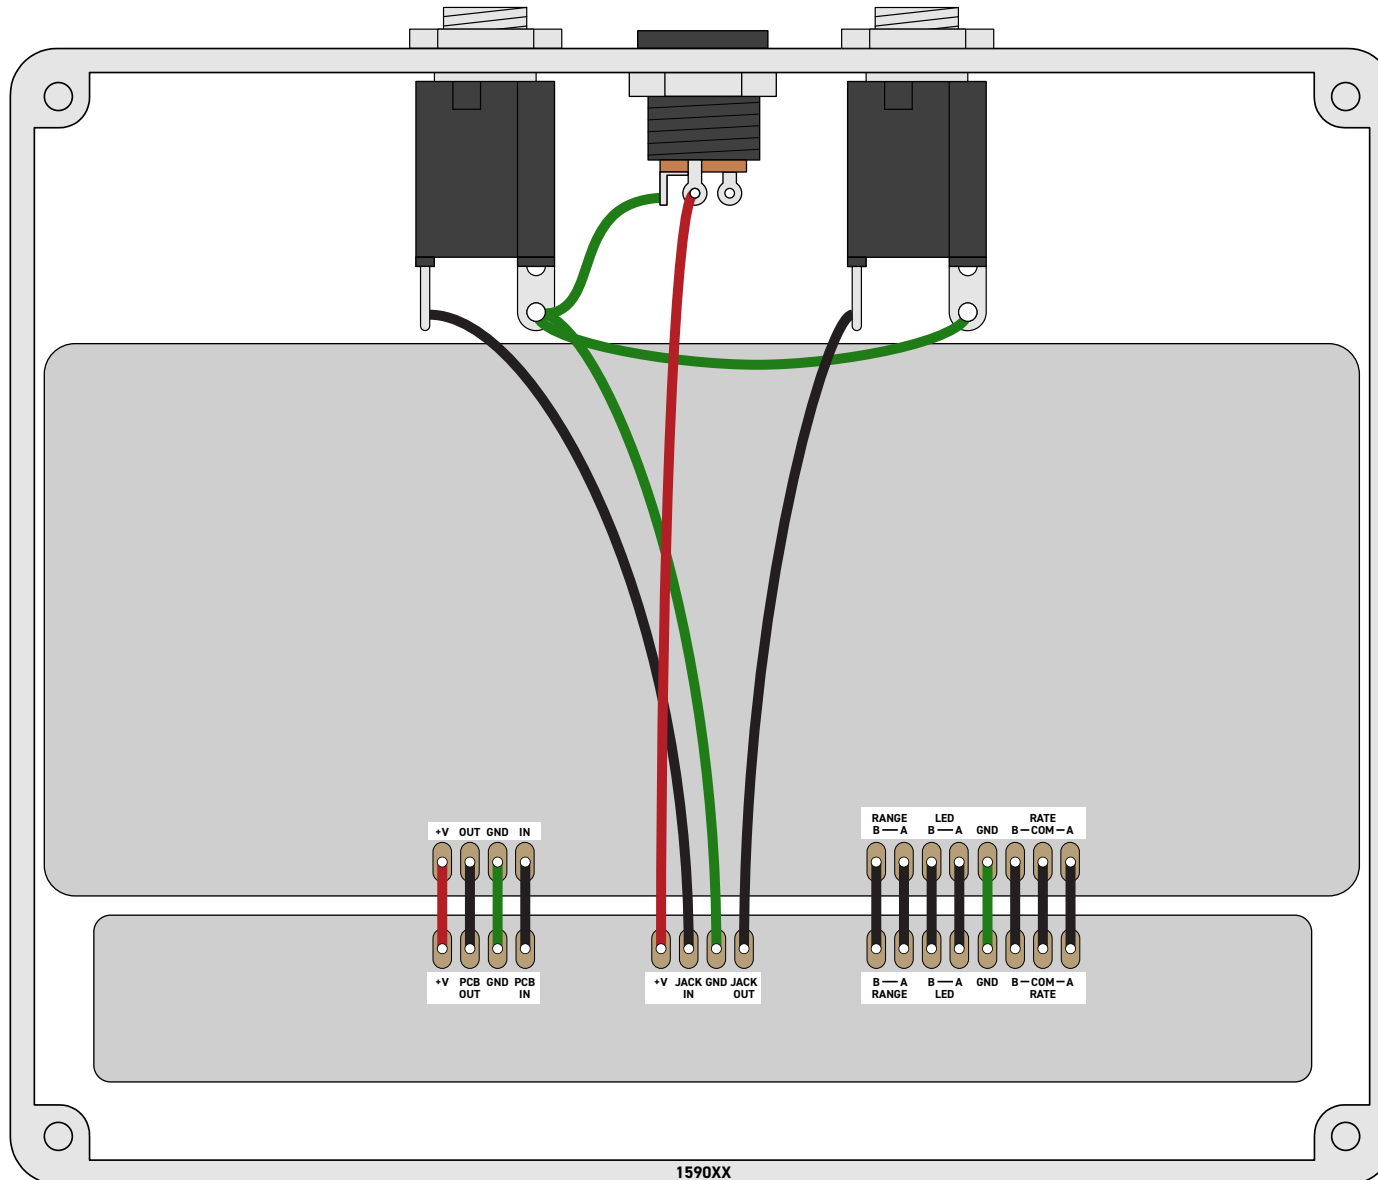 RANGE LED RATE
+V OUT GND IN B — A B — A GND B — COM — A
+V PCB GND PCB +V JACK GND JACK B — A B — A GND B — COM — A
OUT IN IN OUT RANGE LED RATE
1590XX